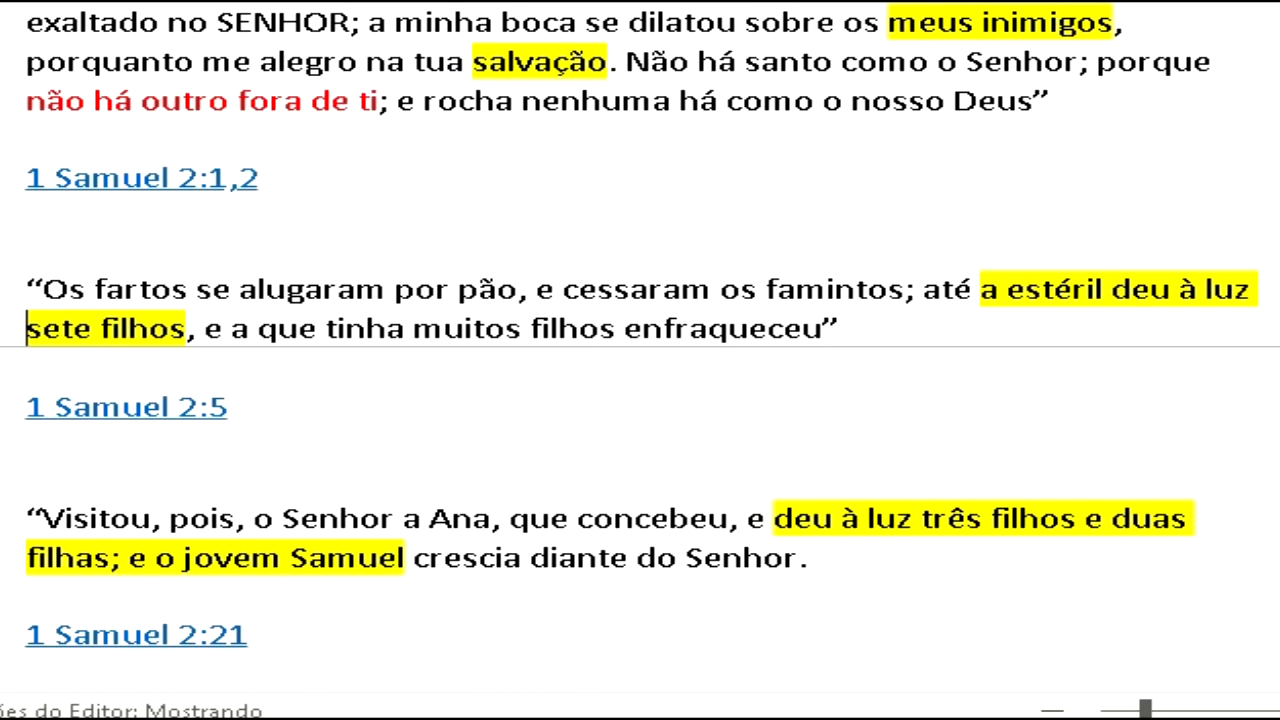 exaltado no SENHOR; a minha boca se dilatou sobre os meus inimigos,
porquanto me alegro na tua salvação. Não há santo como o Senhor; porque
não há outro fora de ti; e rocha nenhuma há como o nosso Deus”
1 Samuel 2:1,2
“Os fartos se alugaram por pão, e cessaram os famintos; até a estéril deu à luz
sete filhos, e a que tinha muitos filhos enfraqueceu”
1 Samuel 2:5
“Visitou, pois, o Senhor a Ana, que concebeu, e deu à luz três filhos e duas
filhas; e o jovem Samuel crescia diante do Senhor.
1 Samuel 2:21
ões do Editor: Mostrando